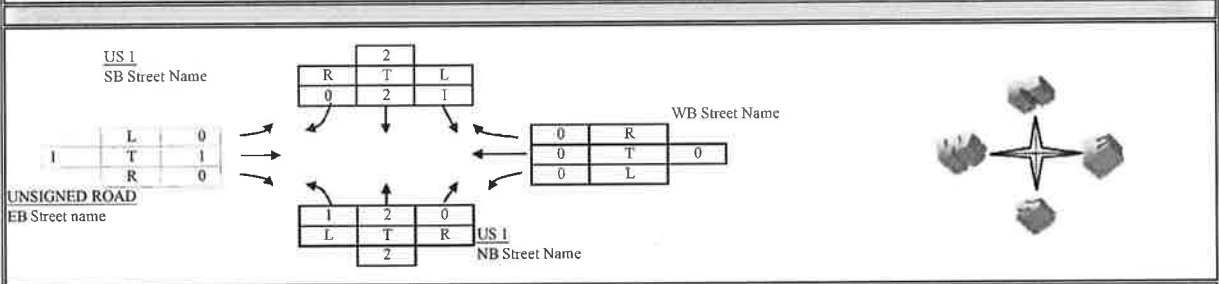 US 1
SB Street Name
2
R T L
0 2 1
WB Street Name
L 0
1 T 1
R 0
0 R
0 T 0
0 L
UNSIGNED ROAD
EB Street name
1 2 0
L T R
2
US 1
NB Street Name